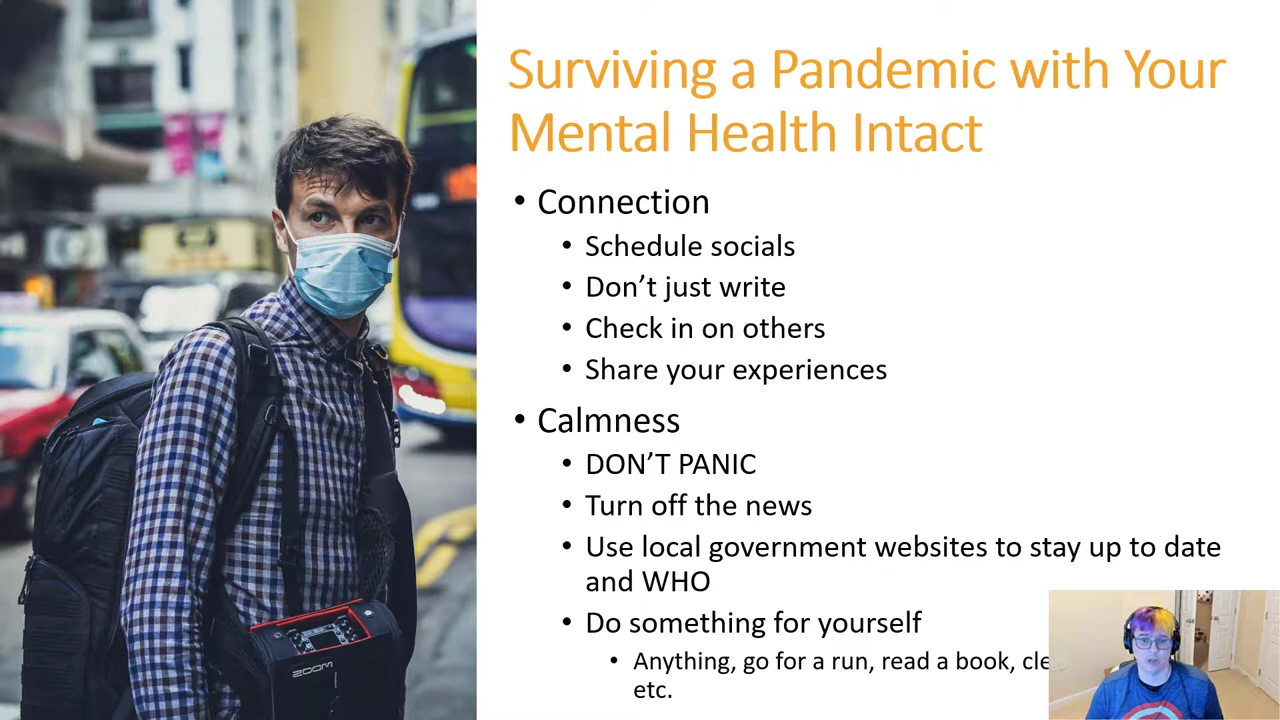 Surviving a Pandemic with Your
Mental Health Intact
• Connection
• Schedule socials
• Don’t just write
• Check in on others
• Share your experiences
• Calmness
• DON’T PANIC
• Turn off the news
• Use local government websites to stay up to date
and WHO
• Do something for yourself
• Anything, go for a run, read a book,
etc.
ZOOM